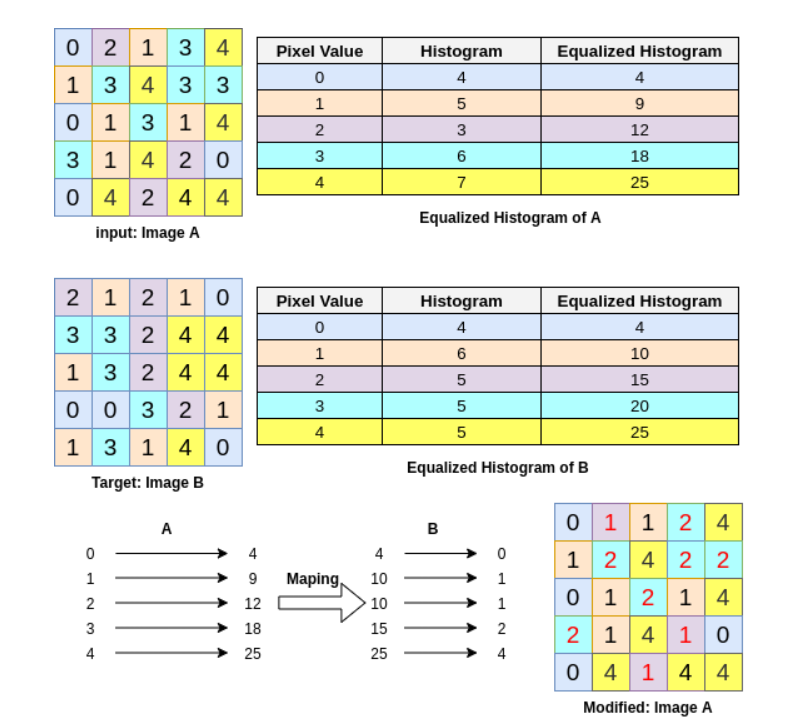 0 2 1 3 4
1 3 4 3 3
0 1 3 1 4
3 1 4 2 0
0 4 2 4 4
input: Image A
Pixel Value Histogram Equalized Histogram
0 4 4
1 5 9
2 3 12
3 6 18
4 7 25
Equalized Histogram of A
2 1 2 1 0
3 3 2 4 4
1 3 2 4 4
0 0 3 2 1
1 3 1 4 0
Target: Image B
Pixel Value Histogram Equalized Histogram
0 4 4
1 6 10
2 5 15
3 5 20
4 5 25
Equalized Histogram of B
A B
0 4 4 0
1 9 10 1
2 12 10 1
3 18 15 2
4 25 25 4
Maping
0 1 1 2 4
1 2 4 2 2
0 1 2 1 4
2 1 4 1 0
0 4 1 4 4
Modified: Image A